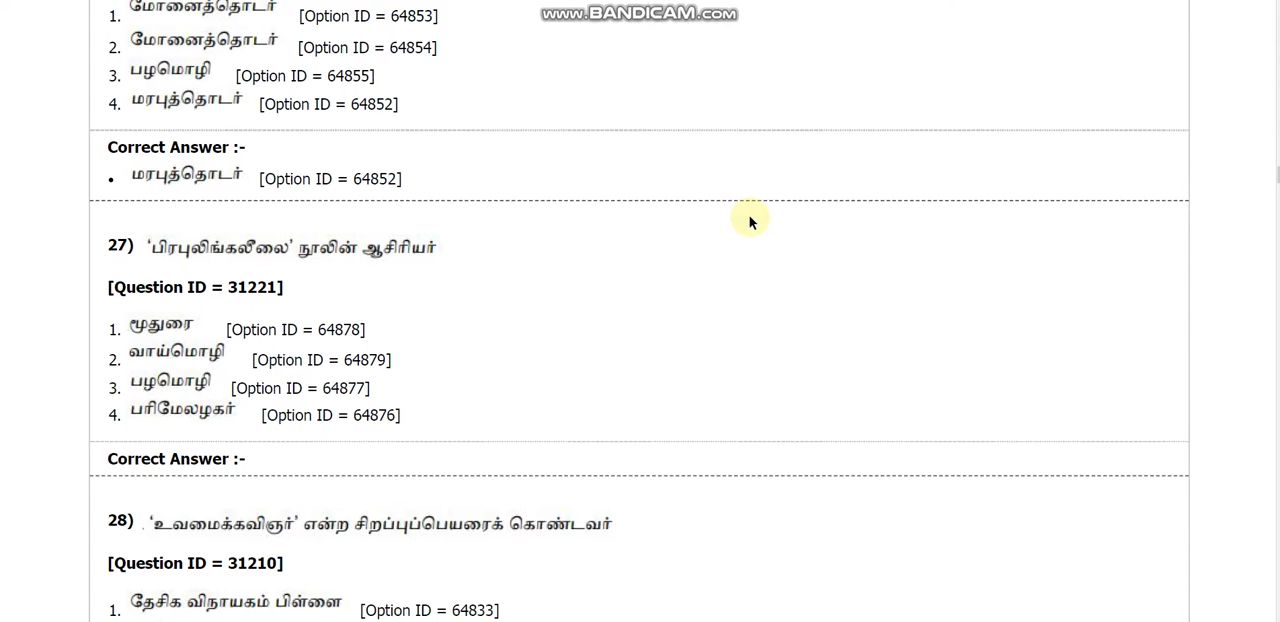 www.BANDICAM.com
1. மோனைத்தொடர் [Option ID = 64853]
2. மோனைத்தொடர் [Option ID = 64854]
3. பழமொழி [Option ID = 64855]
4. மரபுத்தொடர் [Option ID = 64852]
Correct Answer :-
• மரபுத்தொடர் [Option ID = 64852]
27) ‘பிரபுலிங்கலீலை’ நூலின் ஆசிரியர்
[Question ID = 31221]
1. மூதுரை [Option ID = 64878]
2. வாய்மொழி [Option ID = 64879]
3. பழமொழி [Option ID = 64877]
4. பரிமேலழகர் [Option ID = 64876]
Correct Answer :-
28) . ‘உவமைக்கவிஞர்’ என்ற சிறப்புப்பெயரைக் கொண்டவர்
[Question ID = 31210]
1. தேசிக விநாயகம் பிள்ளை [Option ID = 64833]